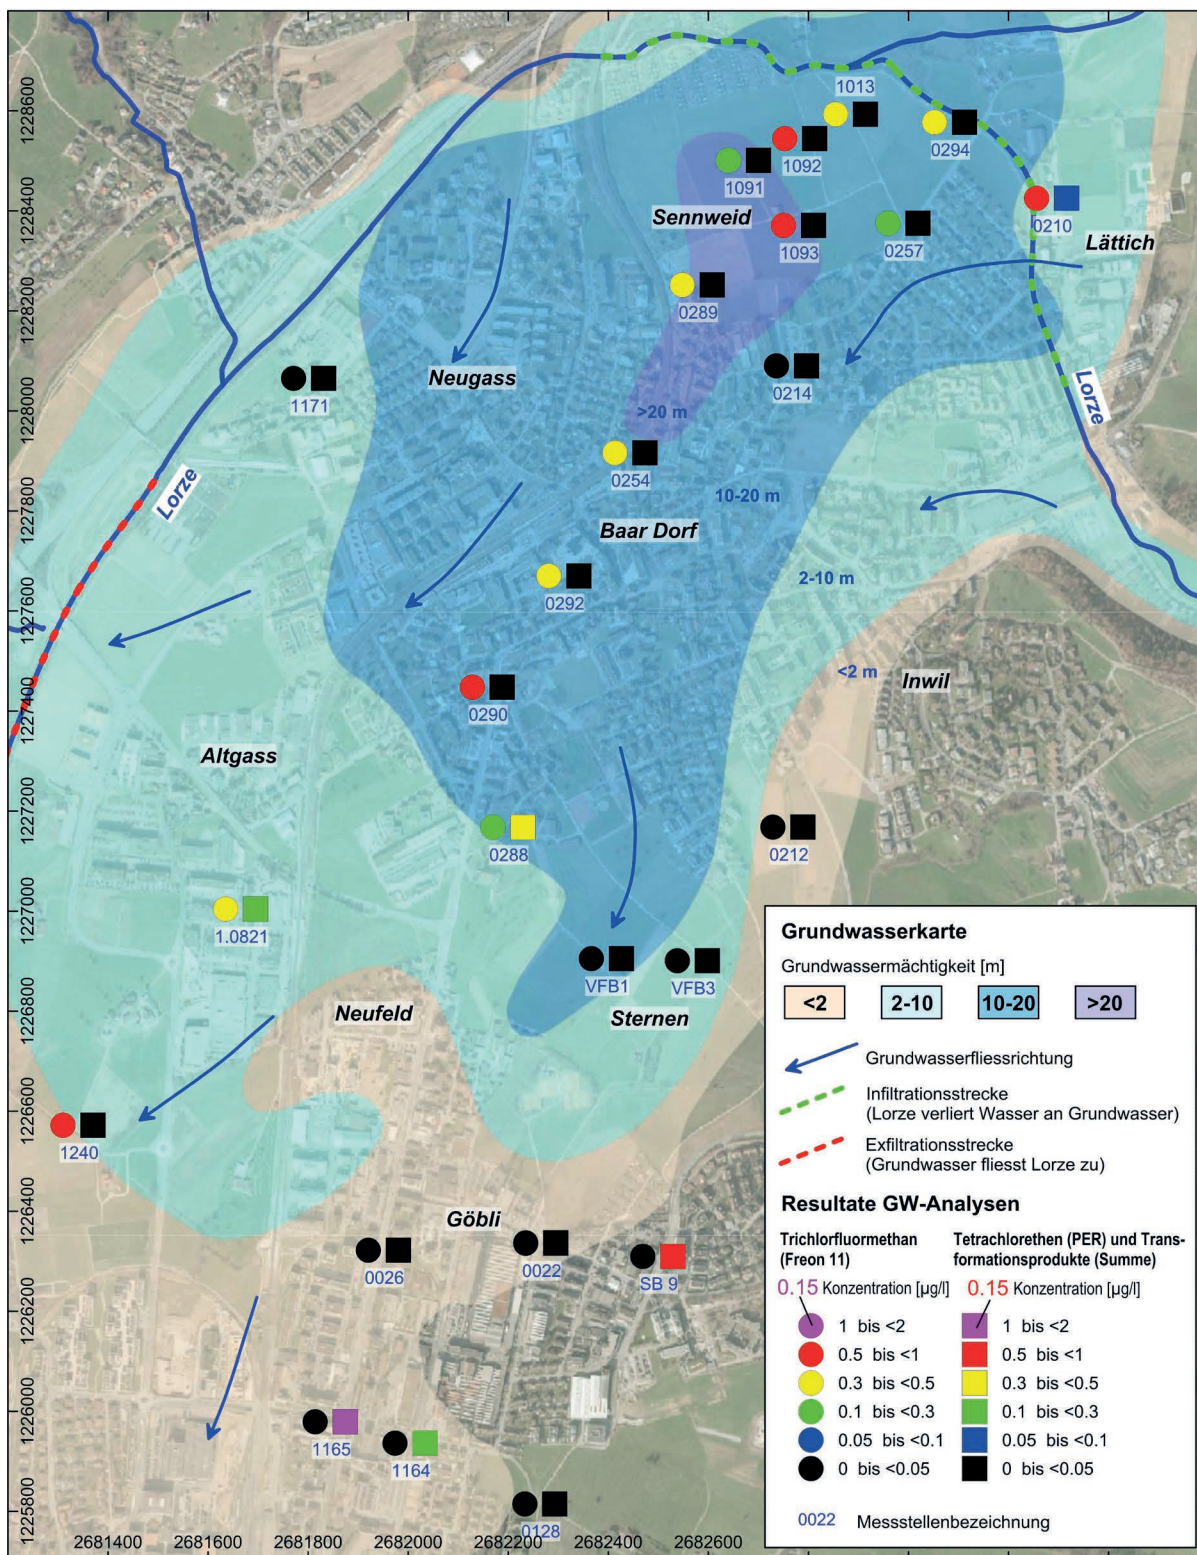 1228600
1228400
1228200
1228000
1227800
1227600
1227400
1227200
1227000
1226800
1226600
1226400
1226200
1226000
1225800
1013
0294
1092
1091
Sennweid
0210
Lättich
1093
0257
0289
Neugass
1171
0214
>20 m
Lorze
Lorze
0254
10-20 m
Baar Dorf
2-10 m
0292
<2 m
Inwil
0290
Altgass
0288
0212
1.0821
VFB1
VFB3
Neufeld
Sternen
1240
Göbli
0026
0022
SB 9
1165
1164
0128
2681400
2681600
2681800
2682000
2682200
2682400
2682600
Grundwasserkarte
Grundwassermächtigkeit [m]
<2 2-10 10-20 >20
Grundwasserfliessrichtung
Infiltrationsstrecke
(Lorze verliert Wasser an Grundwasser)
Exfiltrationsstrecke
(Grundwasser fliesst Lorze zu)
Resultate GW-Analysen
Trichlorfluormethan
(Freon 11)
0.15 Konzentration [µg/l]
1 bis <2
0.5 bis <1
0.3 bis <0.5
0.1 bis <0.3
0.05 bis <0.1
0 bis <0.05
Tetrachlorethen (PER) und Trans-
formationsprodukte (Summe)
0.15 Konzentration [µg/l]
1 bis <2
0.5 bis <1
0.3 bis <0.5
0.1 bis <0.3
0.05 bis <0.1
0 bis <0.05
0022 Messstellenbezeichnung